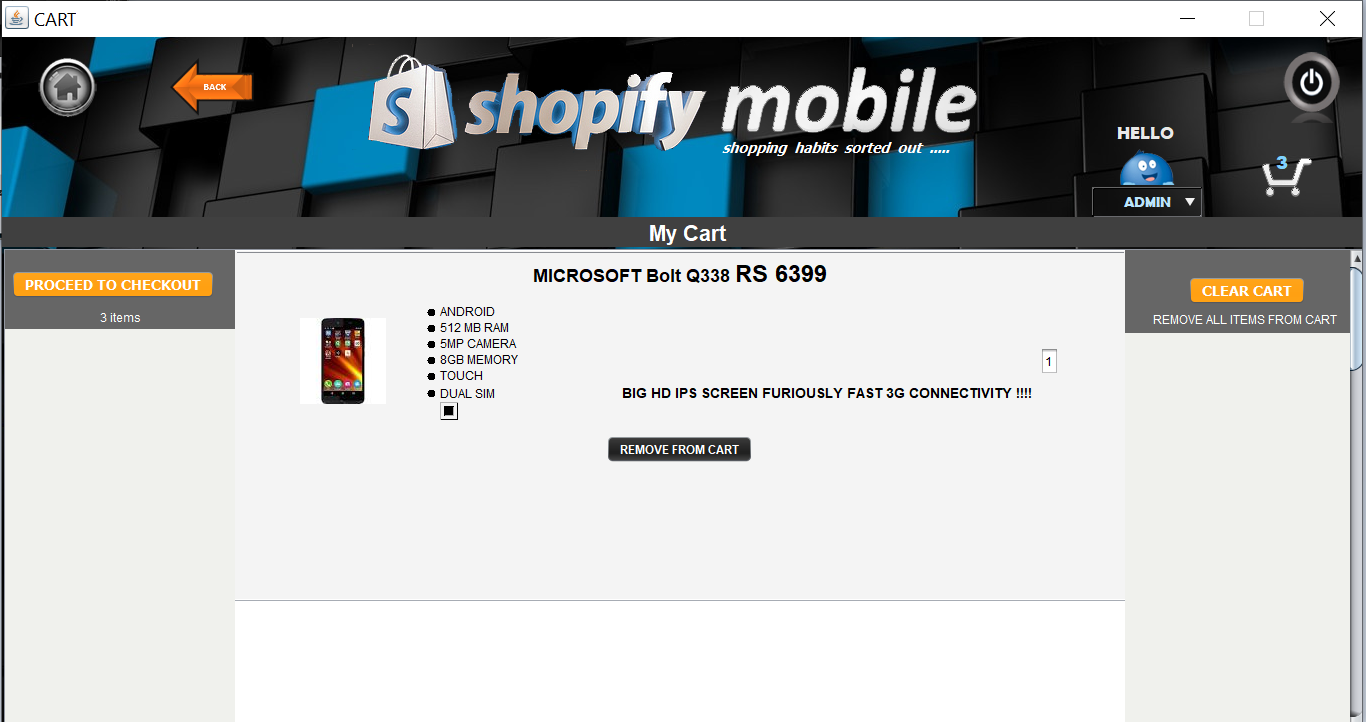 CART
BACK
S shopify mobile
shopping habits sorted out .....
HELLO
3
ADMIN
My Cart
PROCEED TO CHECKOUT
3 items
MICROSOFT Bolt Q338 RS 6399
ANDROID
512 MB RAM
5MP CAMERA
8GB MEMORY
TOUCH
DUAL SIM
1
BIG HD IPS SCREEN FURIOUSLY FAST 3G CONNECTIVITY !!!!
REMOVE FROM CART
CLEAR CART
REMOVE ALL ITEMS FROM CART